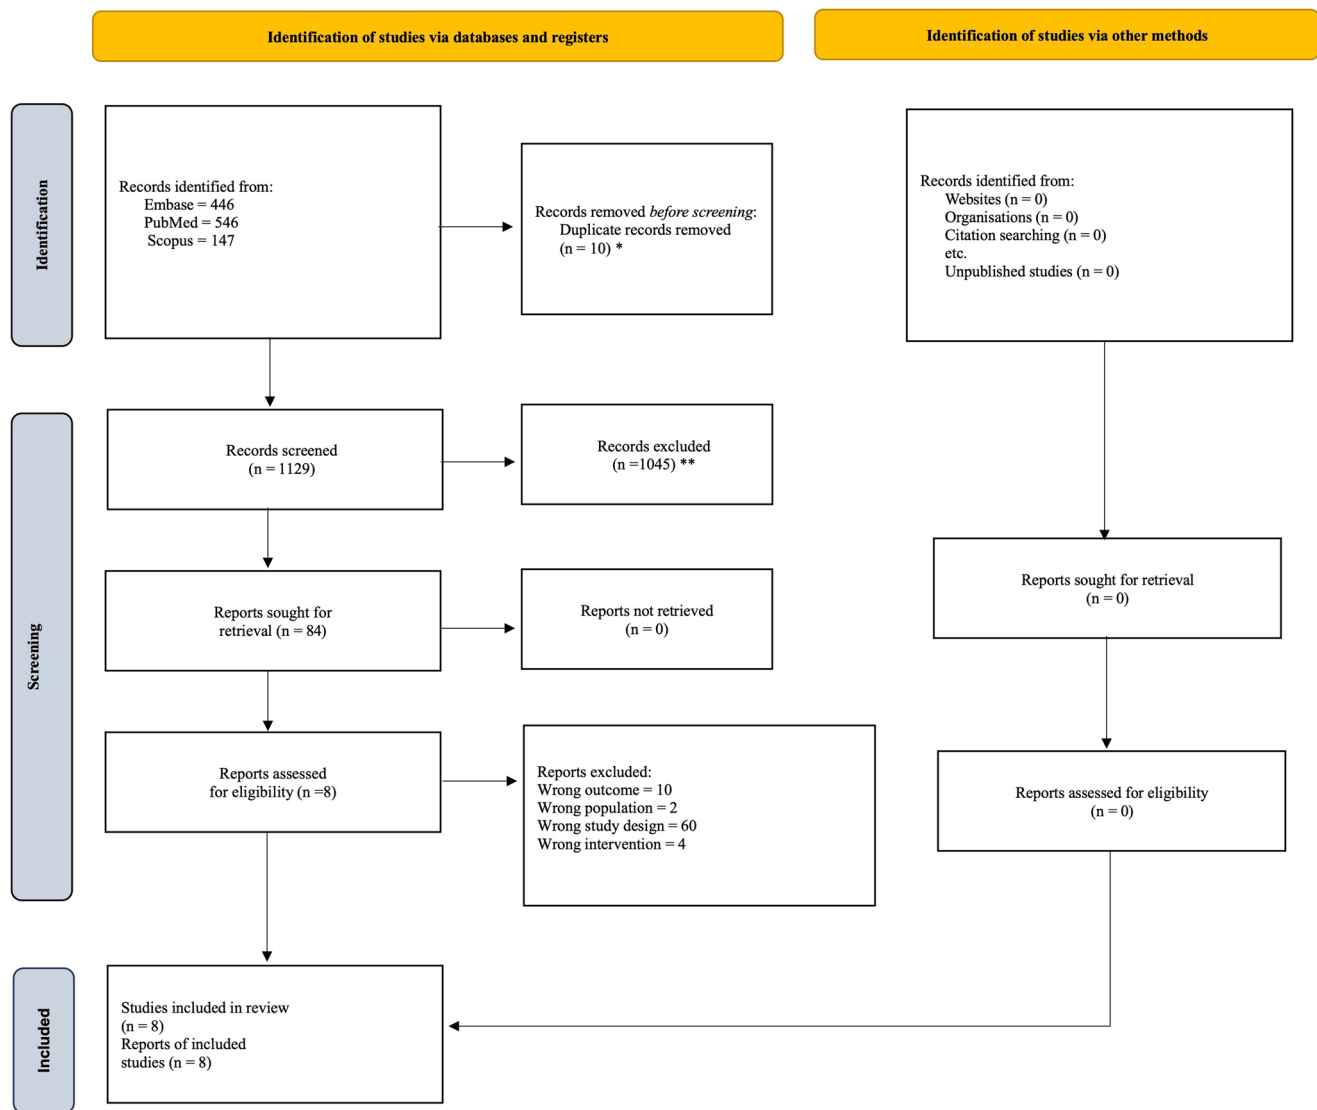 Identification of studies via databases and registers
Identification of studies via other methods
Identification
Records identified from:
Embase = 446
PubMed = 546
Scopus = 147
Records removed before screening:
Duplicate records removed
(n = 10) *
Records identified from:
Websites (n = 0)
Organisations (n = 0)
Citation searching (n = 0)
etc.
Unpublished studies (n = 0)
Screening
Records screened
(n = 1129)
Records excluded
(n =1045) **
Reports sought for
retrieval (n = 84)
Reports not retrieved
(n = 0)
Reports sought for retrieval
(n = 0)
Reports assessed
for eligibility (n =8)
Reports excluded:
Wrong outcome = 10
Wrong population = 2
Wrong study design = 60
Wrong intervention = 4
Reports assessed for eligibility
(n = 0)
Included
Studies included in review
(n = 8)
Reports of included
studies (n = 8)